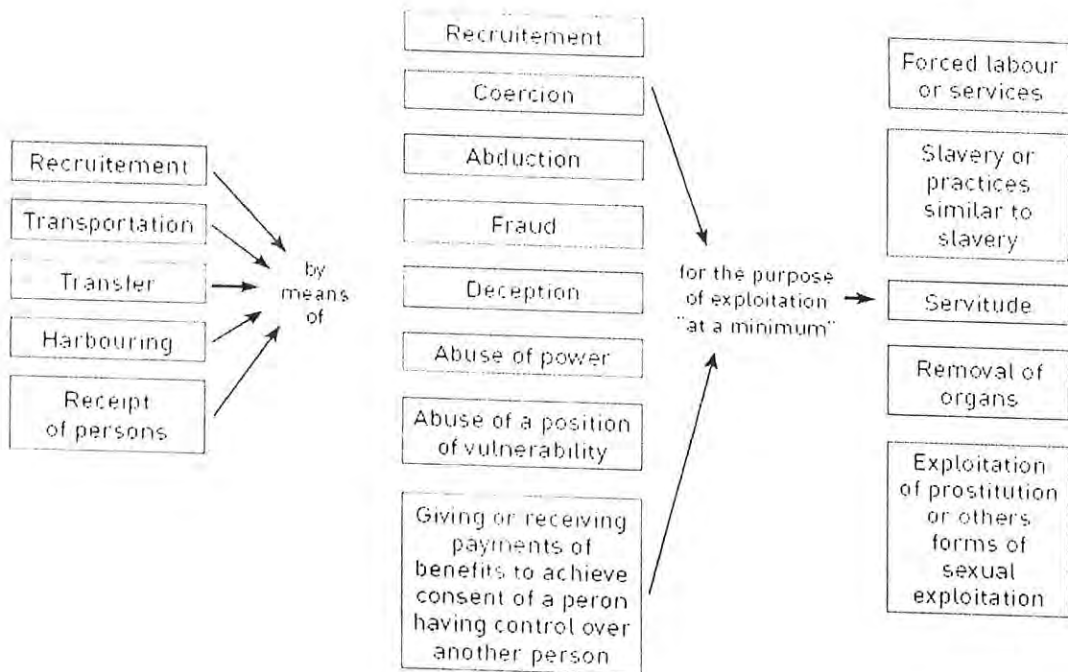 Recruitement
Transportation
Transfer
Harbouring
Receipt
of persons
by
means
of
Recruitement
Coercion
Abduction
Fraud
Deception
Abuse of power
Abuse of a position
of vulnerability
Giving or receiving
payments of
benefits to achieve
consent of a peron
having control over
another person
for the purpose
of exploitation
"at a minimum"
Forced labour
or services
Slavery or
practices
similar to
slavery
Servitude
Removal of
organs
Exploitation
of prostitution
or others
forms of
sexual
exploitation